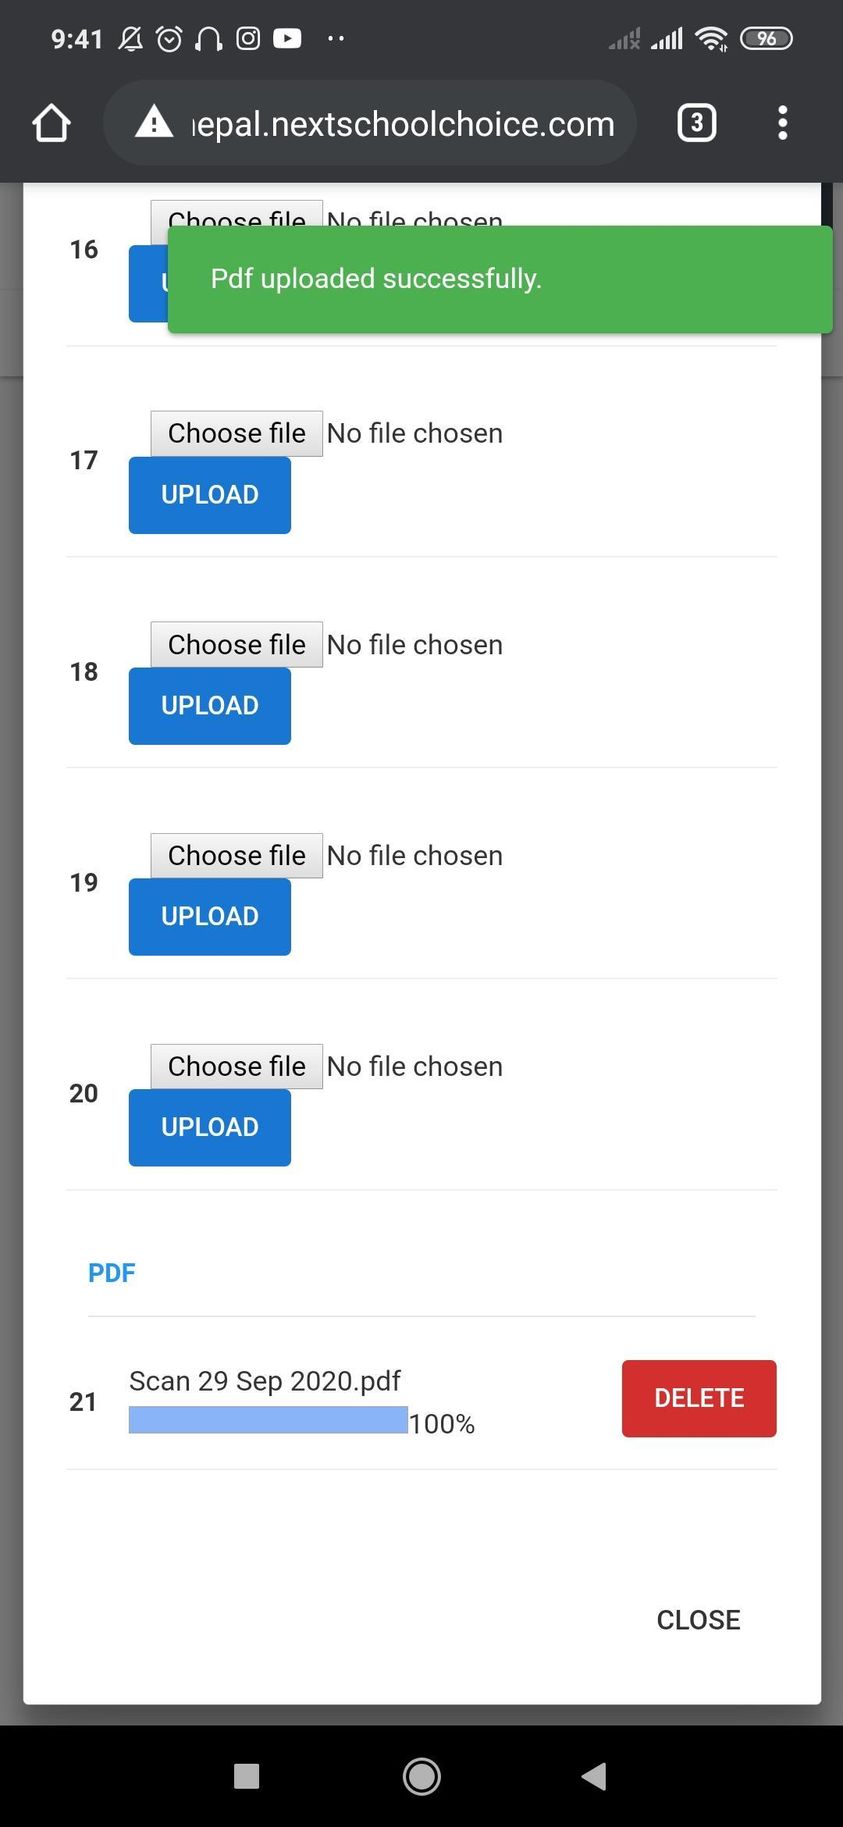 9:41
96
epal.nextschoolchoice.com
3
Choose file No file chosen
16
Pdf uploaded successfully.
Choose file No file chosen
17
UPLOAD
Choose file No file chosen
18
UPLOAD
Choose file No file chosen
19
UPLOAD
Choose file No file chosen
20
UPLOAD
PDF
Scan 29 Sep 2020.pdf
21
DELETE
100%
CLOSE